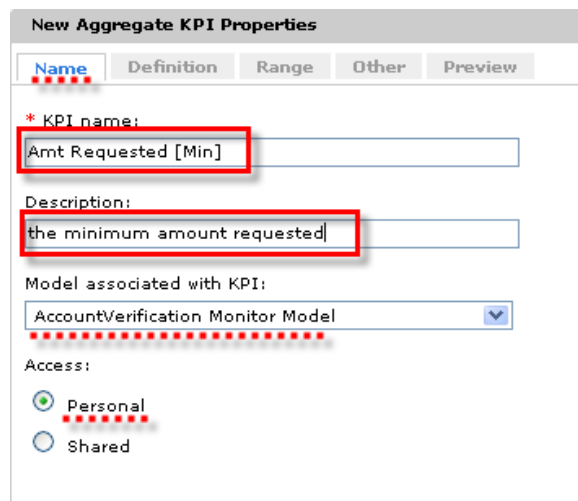 New Aggregate KPI Properties
Name Definition Range Other Preview
* KPI name:
Amt Requested [Min]
Description:
the minimum amount requested
Model associated with KPI:
AccountVerification Monitor Model
Access:
Personal
Shared